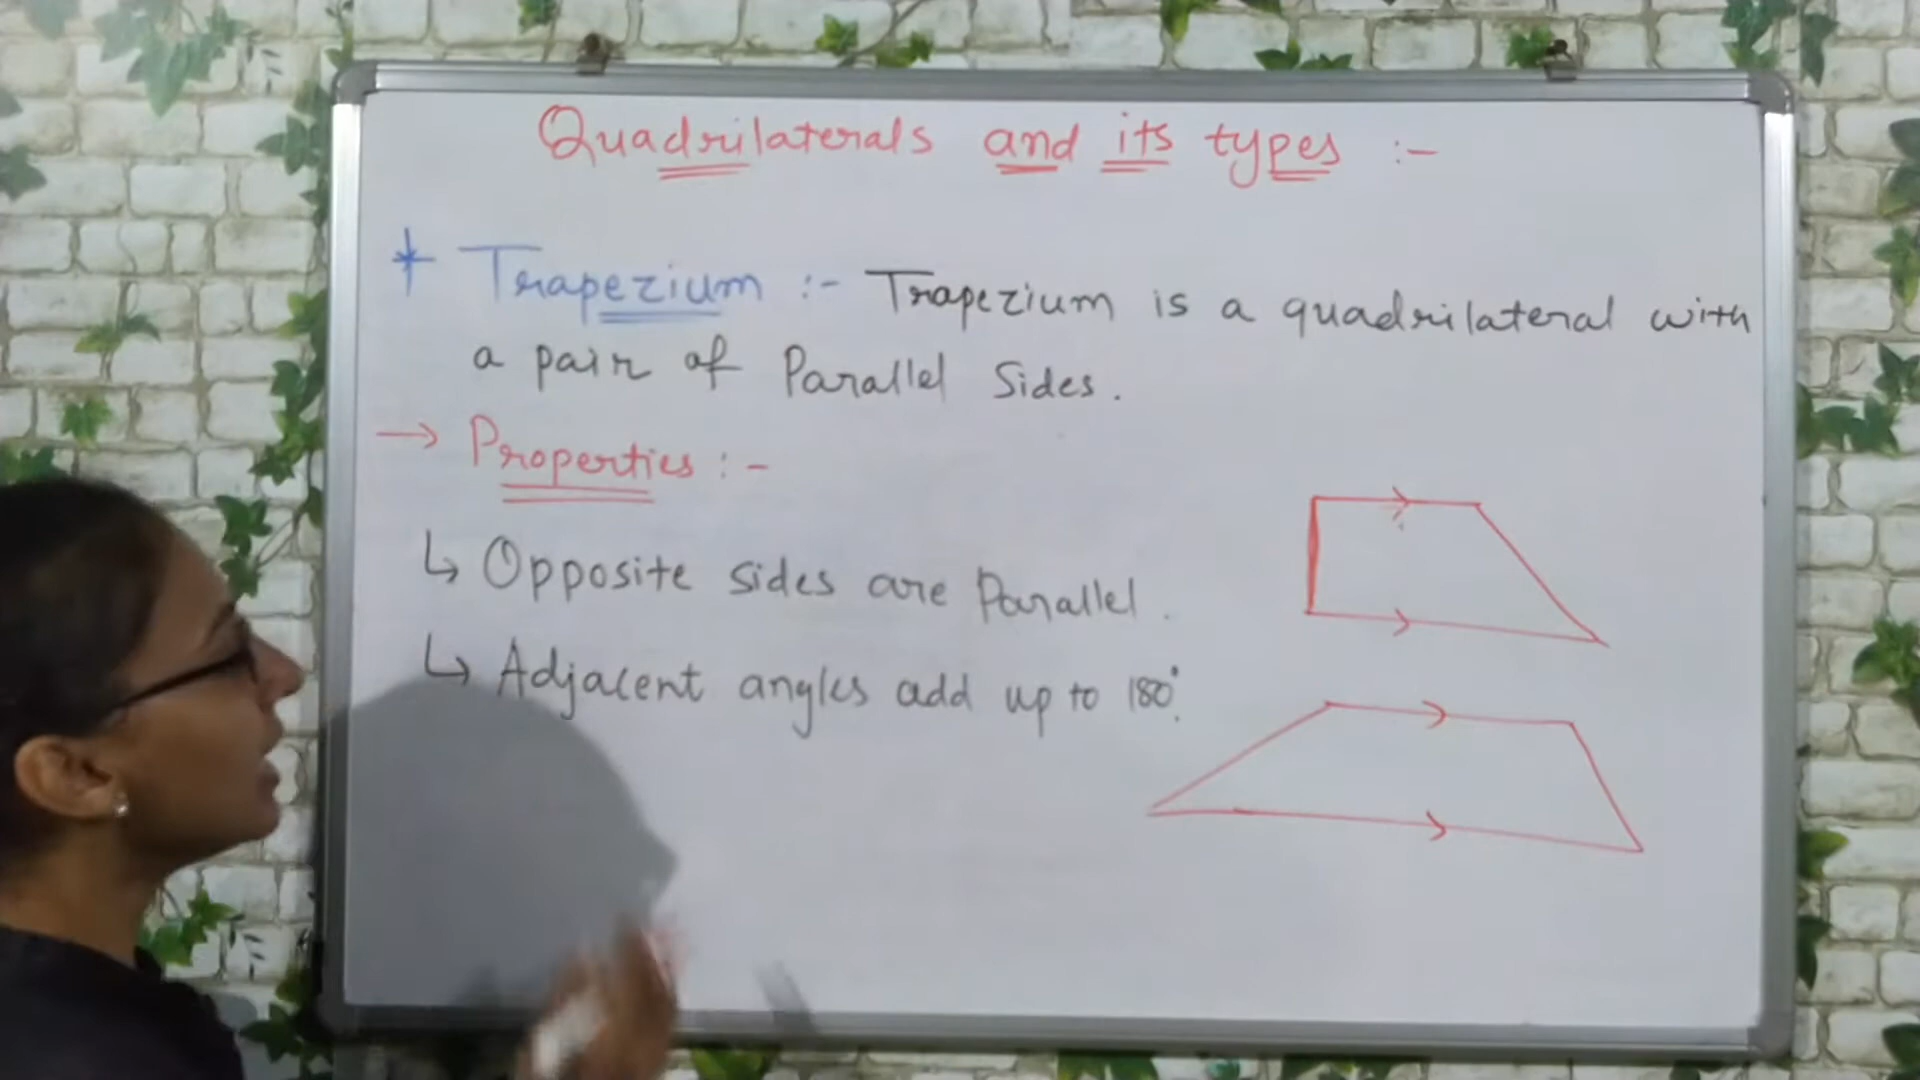 Quadrilaterals and its types :-
* Trapezium :- Trapezium is a quadrilateral with
a pair of Parallel Sides.
→ Properties :-
↳ Opposite sides are Parallel.
↳ Adjacent angles add up to 180°.